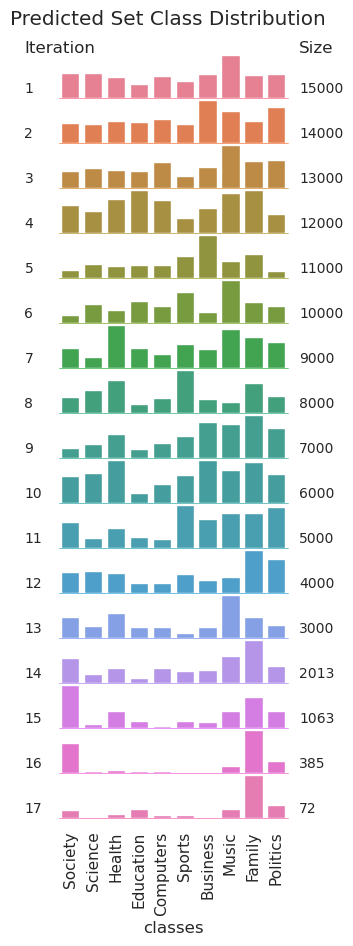 Predicted Set Class Distribution
Iteration Size
1 15000
2 14000
3 13000
4 12000
5 11000
6 10000
7 9000
8 8000
9 7000
10 6000
11 5000
12 4000
13 3000
14 2013
15 1063
16 385
17 72
Society
Science
Health
Education
Computers
Sports
Business
Music
Family
Politics
classes